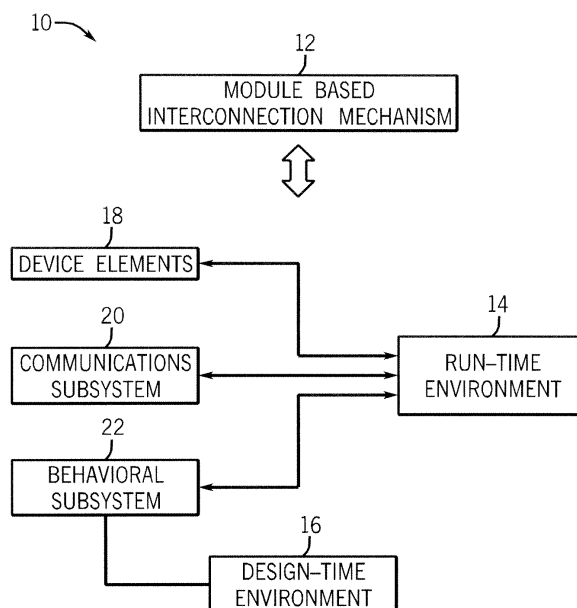 10
12
MODULE BASED
INTERCONNECTION MECHANISM
18
DEVICE ELEMENTS
20
COMMUNICATIONS
SUBSYSTEM
14
RUN-TIME
ENVIRONMENT
22
BEHAVIORAL
SUBSYSTEM
16
DESIGN-TIME
ENVIRONMENT